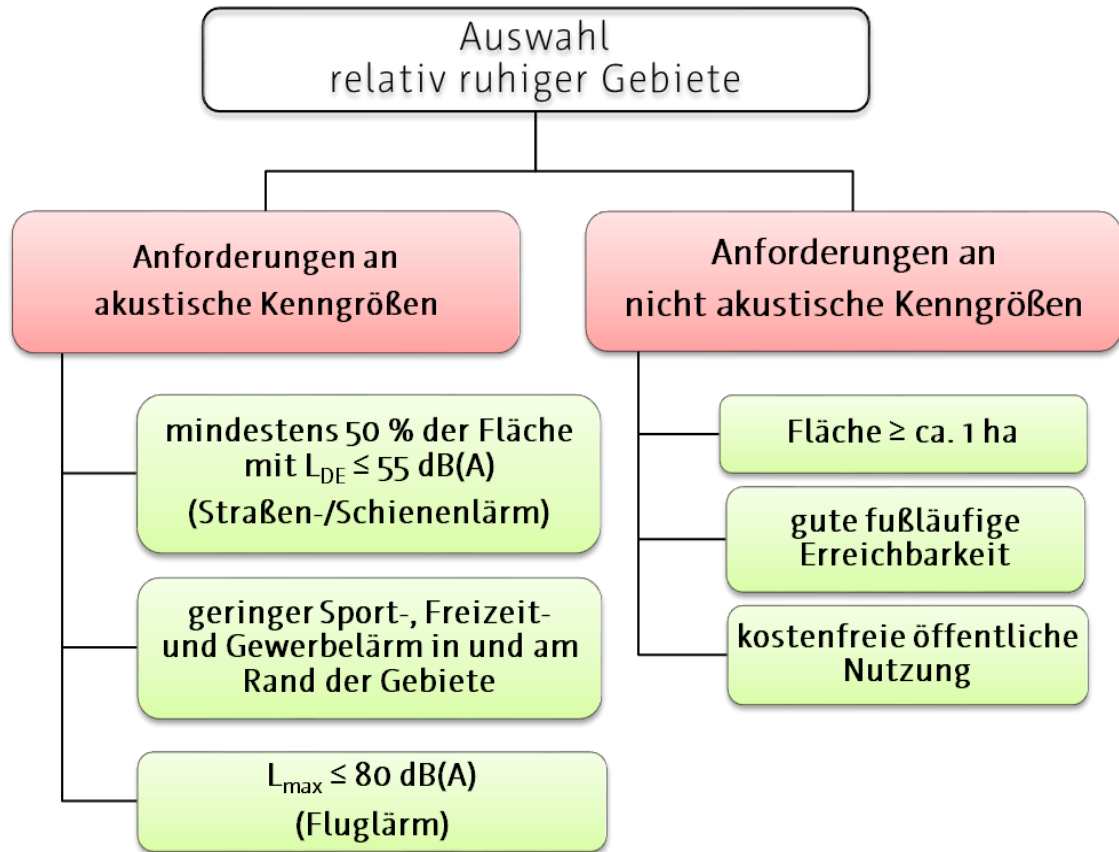 Auswahl
relativ ruhiger Gebiete
Anforderungen an
akustische Kenngrößen
mindestens 50 % der Fläche
mit L_DE ≤ 55 dB(A)
(Straßen-/Schienenlärm)
geringer Sport-, Freizeit-
und Gewerbelärm in und am
Rand der Gebiete
L_max ≤ 80 dB(A)
(Fluglärm)
Anforderungen an
nicht akustische Kenngrößen
Fläche ≥ ca. 1 ha
gute fußläufige
Erreichbarkeit
kostenfreie öffentliche
Nutzung